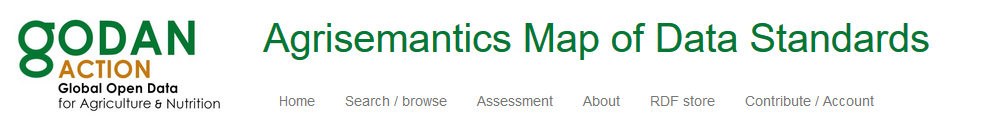 gODAN
ACTION
Global Open Data
for Agriculture & Nutrition
Agrisemantics Map of Data Standards
Home Search / browse Assessment About RDF store Contribute / Account